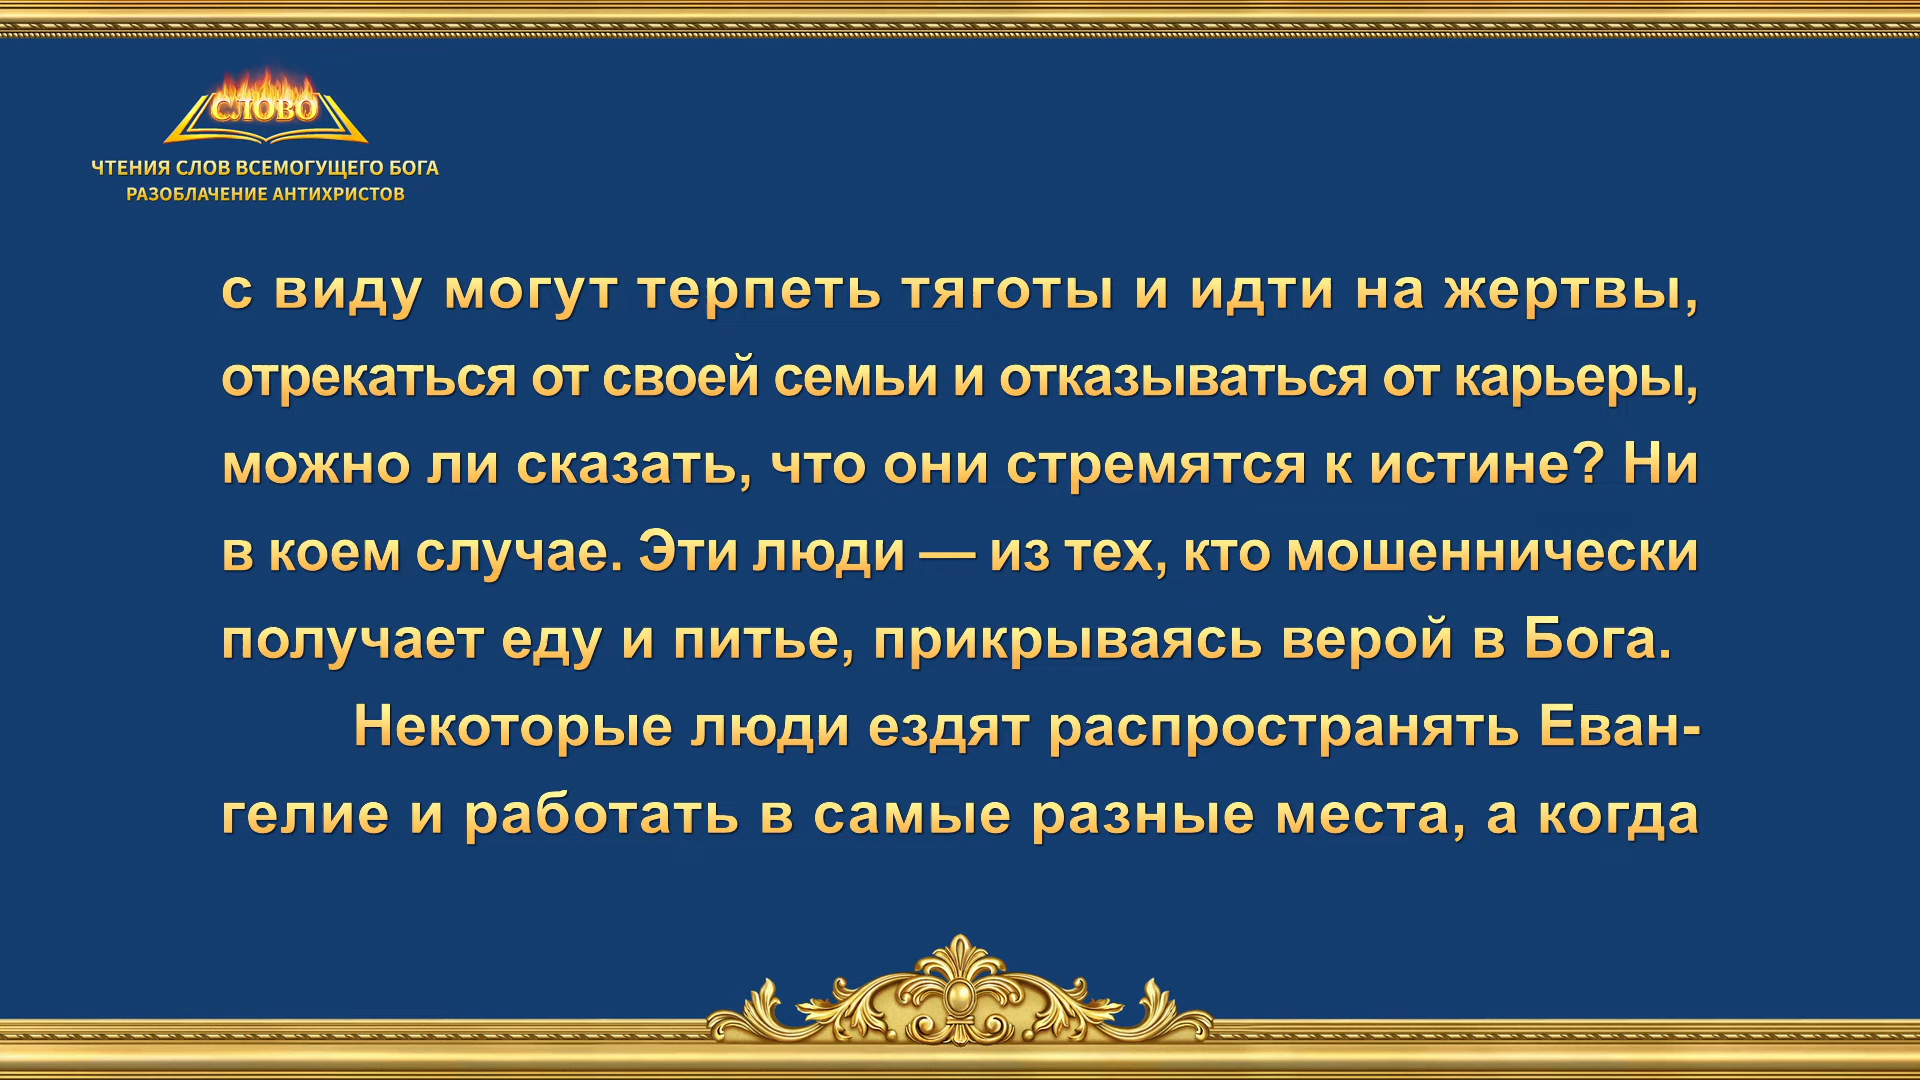 СЛОВО
ЧТЕНИЯ СЛОВ ВСЕМОГУЩЕГО БОГА
РАЗОБЛАЧЕНИЕ АНТИХРИСТОВ
с виду могут терпеть тяготы и идти на жертвы,
отрекаться от своей семьи и отказываться от карьеры,
можно ли сказать, что они стремятся к истине? Ни
в коем случае. Эти люди — из тех, кто мошеннически
получает еду и питье, прикрываясь верой в Бога.
Некоторые люди ездят распространять Еван-
гелие и работать в самые разные места, а когда